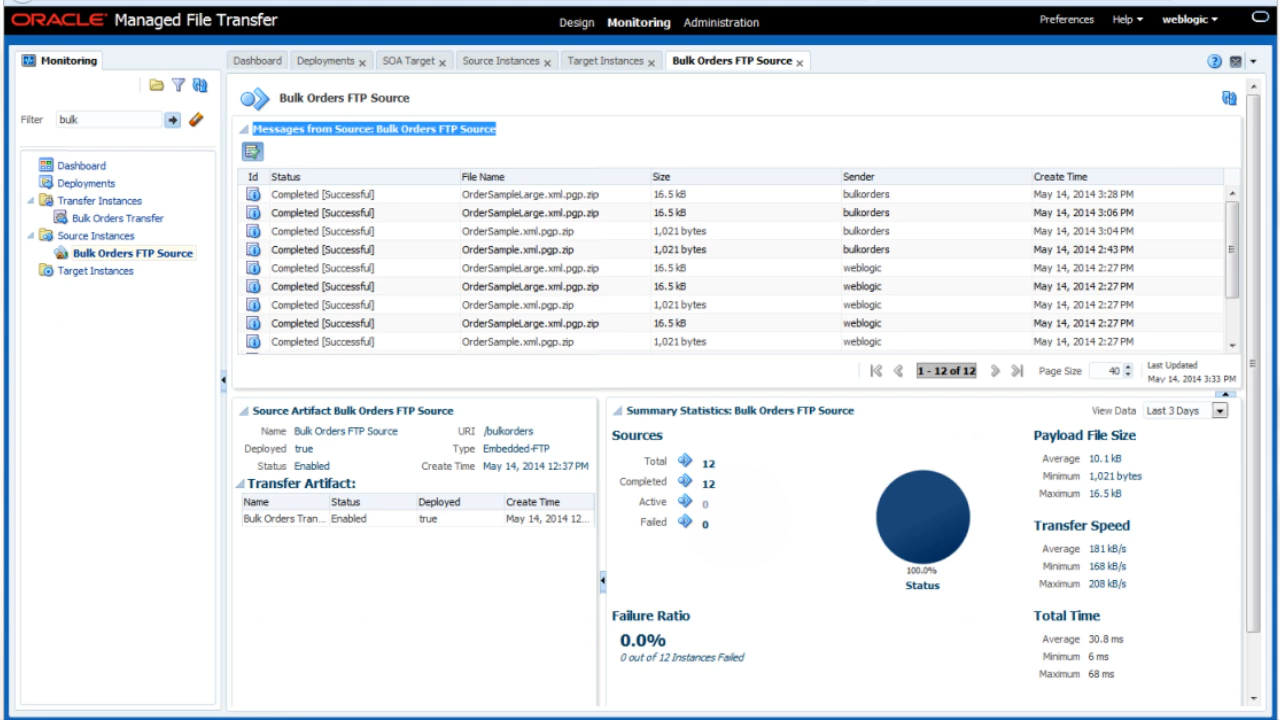 ORACLE Managed File Transfer
Design Monitoring Administration
Preferences Help weblogic
Monitoring
Filter bulk
Dashboard
Deployments
Transfer Instances
Bulk Orders Transfer
Source Instances
Bulk Orders FTP Source
Target Instances
Dashboard Deployments SOA Target Source Instances Target Instances Bulk Orders FTP Source
Bulk Orders FTP Source
Messages from Source: Bulk Orders FTP Source
Id Status File Name Size Sender Create Time
Completed [Successful] OrderSampleLarge.xml.pgp.zip 16.5 kB bulkorders May 14, 2014 3:28 PM
Completed [Successful] OrderSampleLarge.xml.pgp.zip 16.5 kB bulkorders May 14, 2014 3:06 PM
Completed [Successful] OrderSample.xml.pgp.zip 1,021 bytes bulkorders May 14, 2014 3:04 PM
Completed [Successful] OrderSample.xml.pgp.zip 1,021 bytes bulkorders May 14, 2014 2:43 PM
Completed [Successful] OrderSampleLarge.xml.pgp.zip 16.5 kB weblogic May 14, 2014 2:27 PM
Completed [Successful] OrderSampleLarge.xml.pgp.zip 16.5 kB weblogic May 14, 2014 2:27 PM
Completed [Successful] OrderSample.xml.pgp.zip 1,021 bytes weblogic May 14, 2014 2:27 PM
Completed [Successful] OrderSampleLarge.xml.pgp.zip 16.5 kB weblogic May 14, 2014 2:27 PM
Completed [Successful] OrderSample.xml.pgp.zip 1,021 bytes weblogic May 14, 2014 2:27 PM
1 - 12 of 12 Page Size 40 Last Updated
May 14, 2014 3:33 PM
Source Artifact Bulk Orders FTP Source
Name Bulk Orders FTP Source URI /bulkorders
Deployed true Type Embedded-FTP
Status Enabled Create Time May 14, 2014 12:37 PM
Transfer Artifact:
Name Status Deployed Create Time
Bulk Orders Tran... Enabled true May 14, 2014 12...
Summary Statistics: Bulk Orders FTP Source View Data Last 3 Days
Sources
Total 12
Completed 12
Active 0
Failed 0
100.0%
Status
Failure Ratio
0.0%
0 out of 12 Instances Failed
Payload File Size
Average 10.1 kB
Minimum 1,021 bytes
Maximum 16.5 kB
Transfer Speed
Average 181 kB/s
Minimum 168 kB/s
Maximum 208 kB/s
Total Time
Average 30.8 ms
Minimum 6 ms
Maximum 68 ms